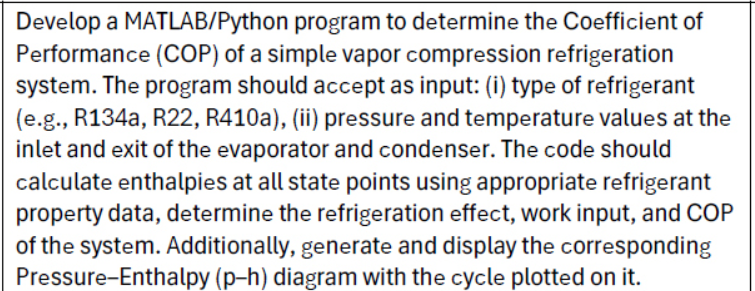 Develop a MATLAB/Python program to determine the Coefficient of
Performance (COP) of a simple vapor compression refrigeration
system. The program should accept as input: (i) type of refrigerant
(e.g., R134a, R22, R410a), (ii) pressure and temperature values at the
inlet and exit of the evaporator and condenser. The code should
calculate enthalpies at all state points using appropriate refrigerant
property data, determine the refrigeration effect, work input, and COP
of the system. Additionally, generate and display the corresponding
Pressure–Enthalpy (p–h) diagram with the cycle plotted on it.